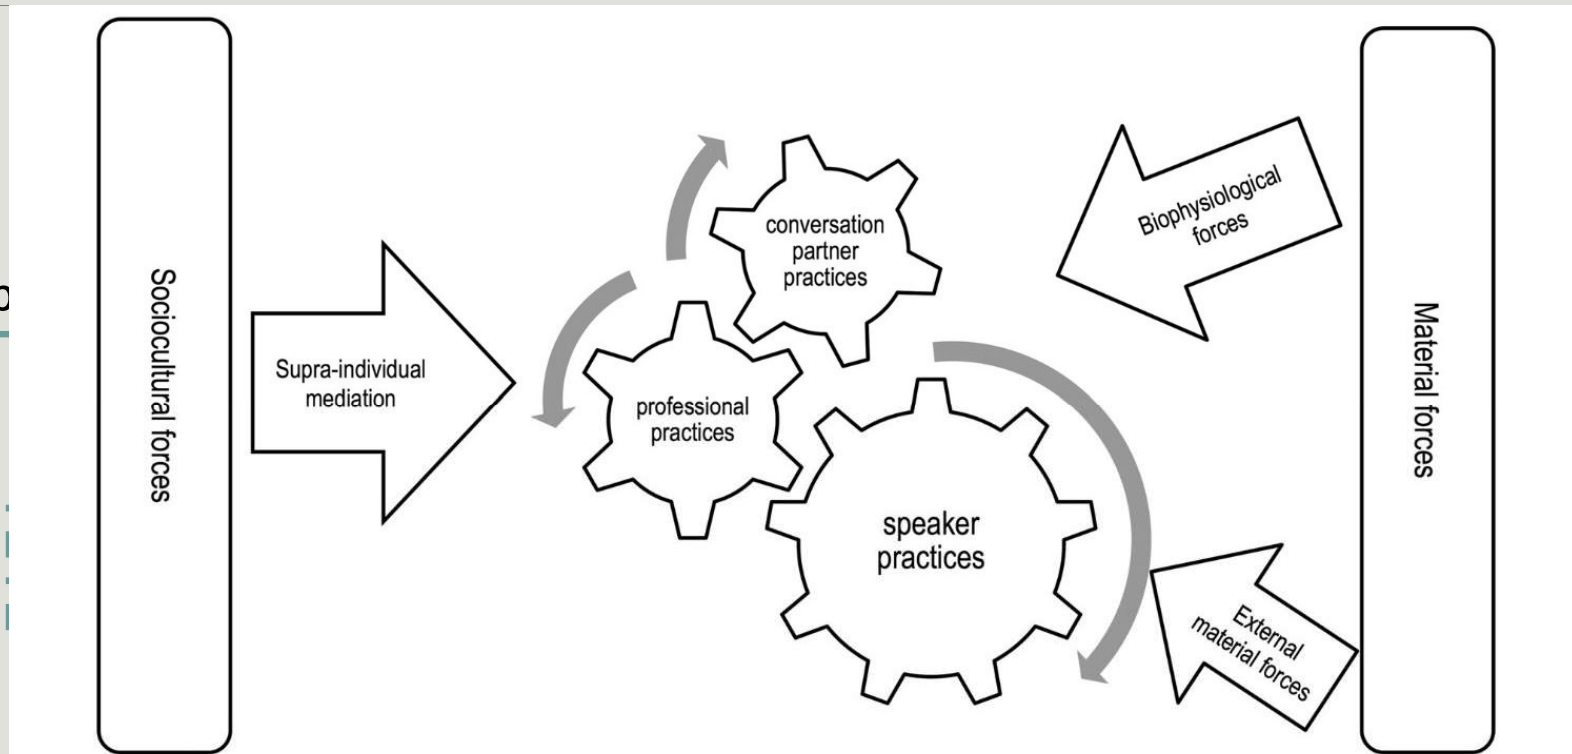 Sociocultural forces
Supra-individual
mediation
conversation
partner
practices
professional
practices
speaker
practices
Biophysiological
forces
External
material forces
Material forces